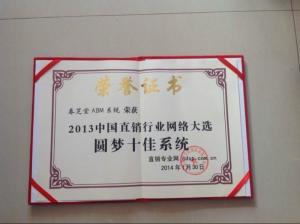 荣誉证书
春芝堂ABM系统 荣获
2013中国直销行业网络大选
圆梦十佳系统
直销专业网
2014年1月30日